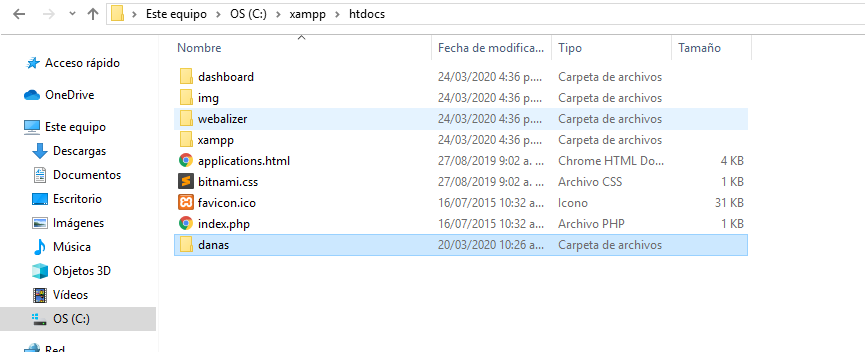 Este equipo > OS (C:) > xampp > htdocs
Nombre Fecha de modifica... Tipo Tamaño
Acceso rápido
OneDrive
Este equipo
Descargas
Documentos
Escritorio
Imágenes
Música
Objetos 3D
Vídeos
OS (C:)
Red
dashboard 24/03/2020 4:36 p.... Carpeta de archivos
img 24/03/2020 4:36 p.... Carpeta de archivos
webalizer 24/03/2020 4:36 p.... Carpeta de archivos
xampp 24/03/2020 4:36 p.... Carpeta de archivos
applications.html 27/08/2019 9:02 a. ... Chrome HTML Do... 4 KB
bitnami.css 27/08/2019 9:02 a. ... Archivo CSS 1 KB
favicon.ico 16/07/2015 10:32 a... Icono 31 KB
index.php 16/07/2015 10:32 a... Archivo PHP 1 KB
danas 20/03/2020 10:26 a... Carpeta de archivos